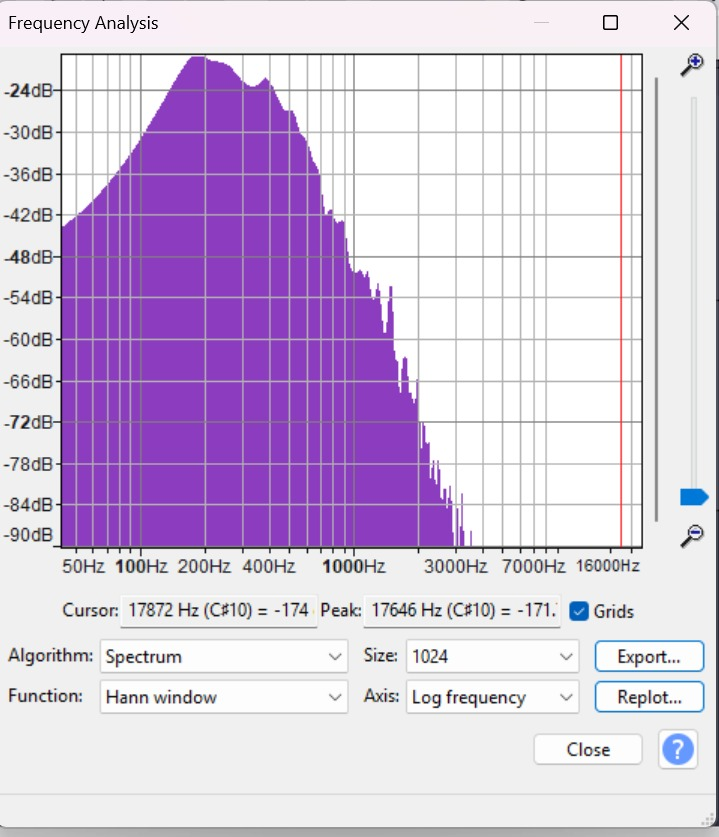 Frequency Analysis
-24dB
-30dB
-36dB
-42dB
-48dB
-54dB
-60dB
-66dB
-72dB
-78dB
-84dB
-90dB
50Hz 100Hz 200Hz 400Hz 1000Hz 3000Hz 7000Hz 16000Hz
Cursor: 17872 Hz (C♯10) = -174 Peak: 17646 Hz (C♯10) = -171. Grids
Algorithm: Spectrum Size: 1024 Export...
Function: Hann window Axis: Log frequency Replot...
Close ?